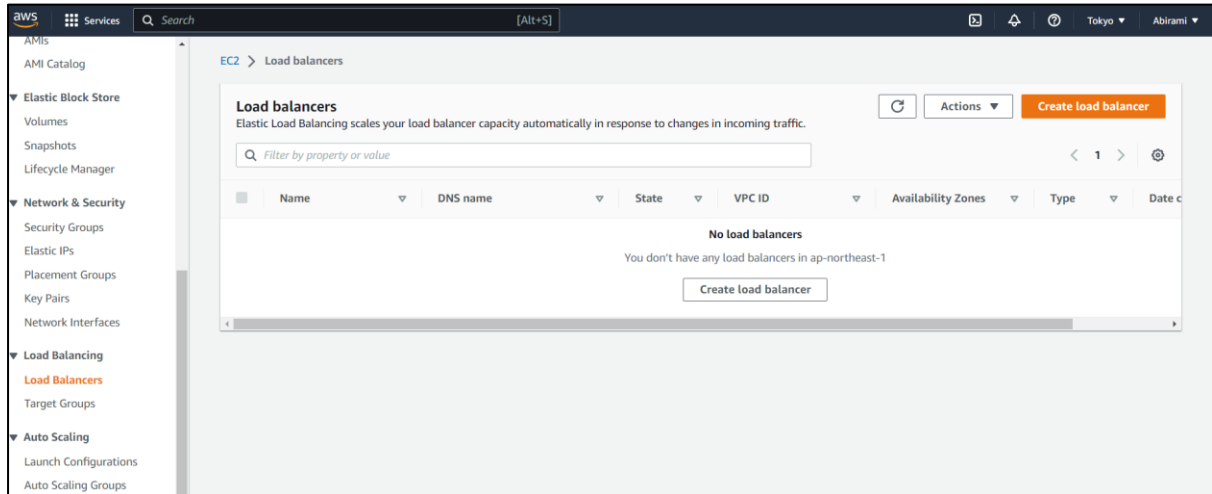 aws Services Search [Alt+S] Tokyo Abirami
AMIs
AMI Catalog
Elastic Block Store
Volumes
Snapshots
Lifecycle Manager
Network & Security
Security Groups
Elastic IPs
Placement Groups
Key Pairs
Network Interfaces
Load Balancing
Load Balancers
Target Groups
Auto Scaling
Launch Configurations
Auto Scaling Groups
EC2 > Load balancers
Load balancers
Elastic Load Balancing scales your load balancer capacity automatically in response to changes in incoming traffic.
Actions Create load balancer
Filter by property or value
< 1 >
Name DNS name State VPC ID Availability Zones Type Date c
No load balancers
You don't have any load balancers in ap-northeast-1
Create load balancer